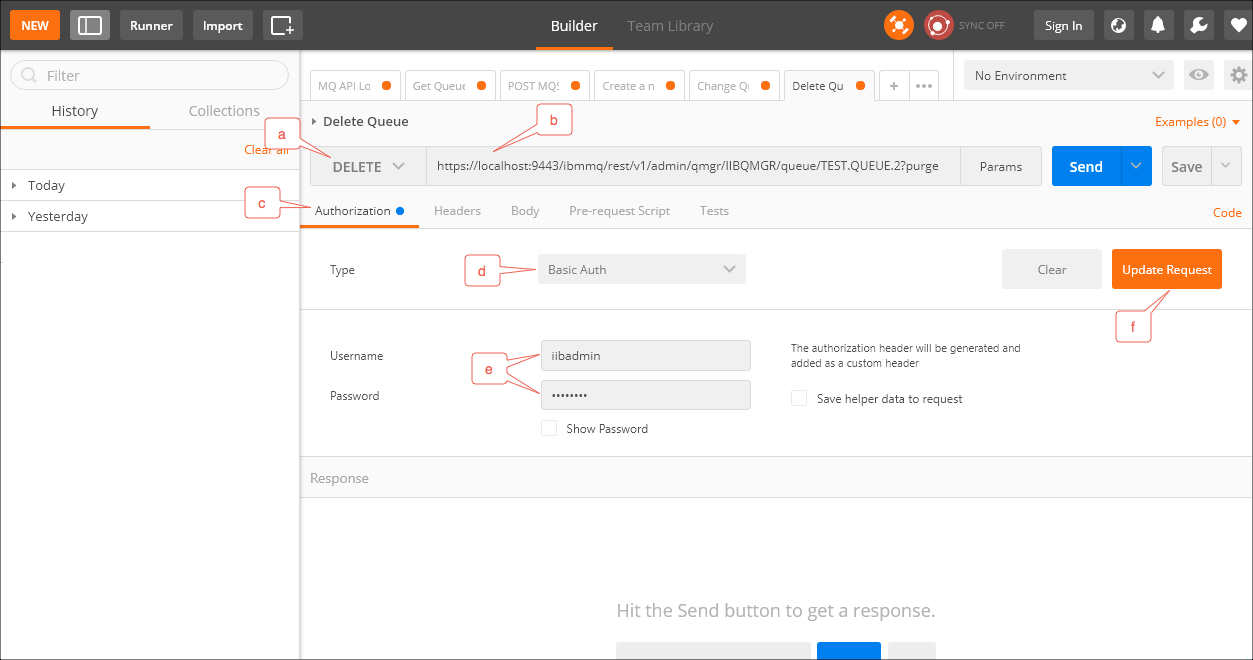 NEW Runner Import Builder Team Library SYNC OFF Sign In
Filter
History Collections
Clear all
Today
Yesterday
MQ API Lo Get Queue POST MQS Create a n Change Qu Delete Qu + ••• No Environment
Delete Queue Examples (0)
a
b
DELETE https://localhost:9443/ibmmq/rest/v1/admin/qmgr/IIBQMGR/queue/TEST.QUEUE.2?purge Params Send Save
c
Authorization Headers Body Pre-request Script Tests Code
Type d Basic Auth Clear Update Request
f
Username iibadmin
e
Password ••••••••
Show Password
The authorization header will be generated and
added as a custom header
Save helper data to request
Response
Hit the Send button to get a response.